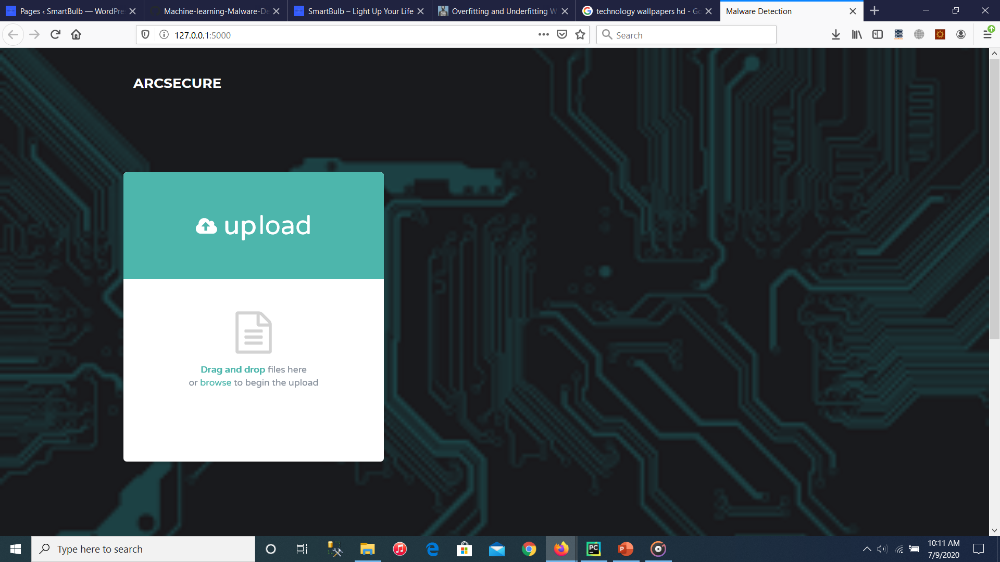 Pages ‹ SmartBulb — WordPre
Machine-learning-Malware-De
SmartBulb – Light Up Your Life
Overfitting and Underfitting W
technology wallpapers hd - Go
Malware Detection
127.0.0.1:5000
Search
ARCSECURE
upload
Drag and drop files here
or browse to begin the upload
Type here to search
PC
P
10:11 AM
7/9/2020